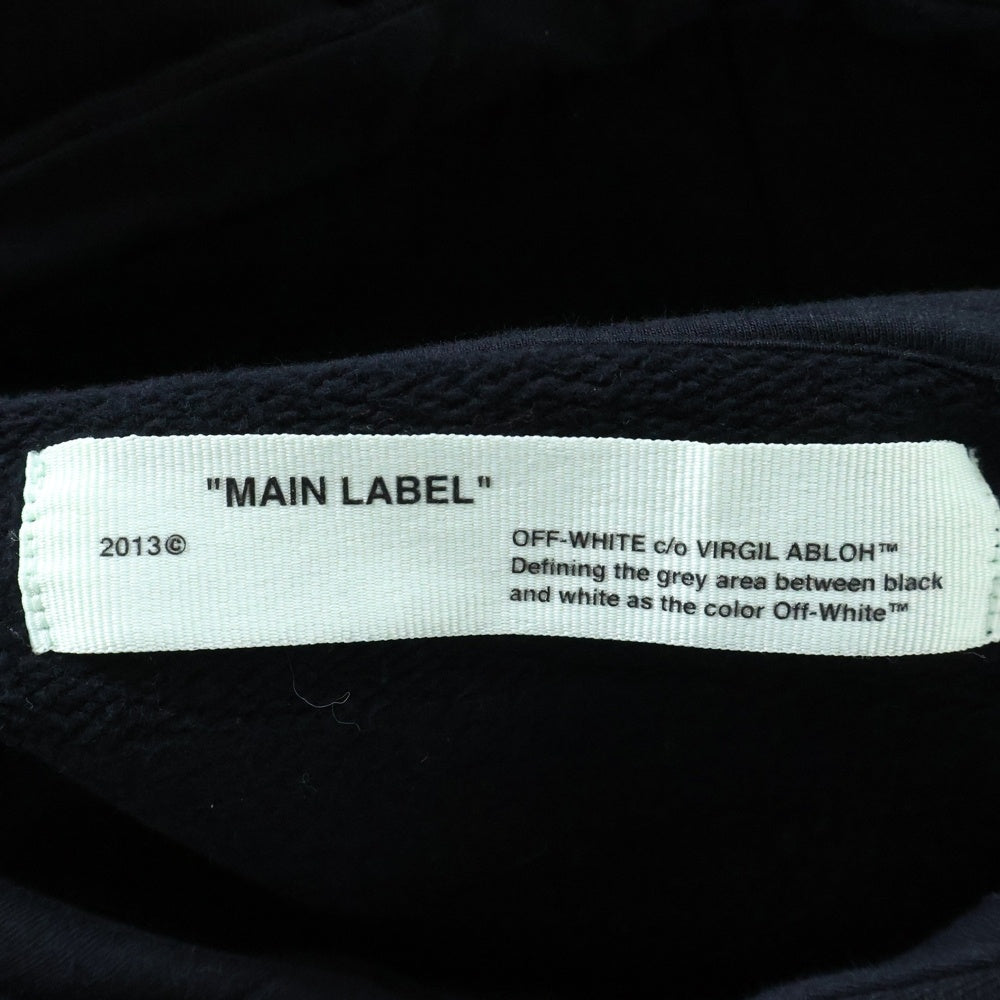 "MAIN LABEL"
2013©
OFF-WHITE c/o VIRGIL ABLOH™
Defining the grey area between black
and white as the color Off-White™